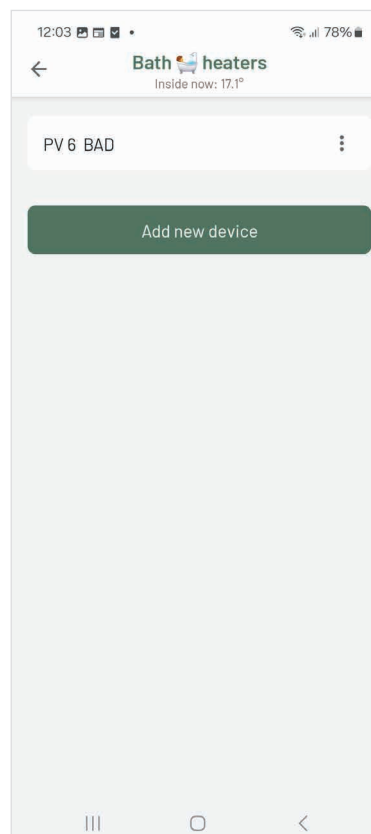 12:03 78%
Bath 🛀 heaters
Inside now: 17.1°
PV 6 BAD
Add new device